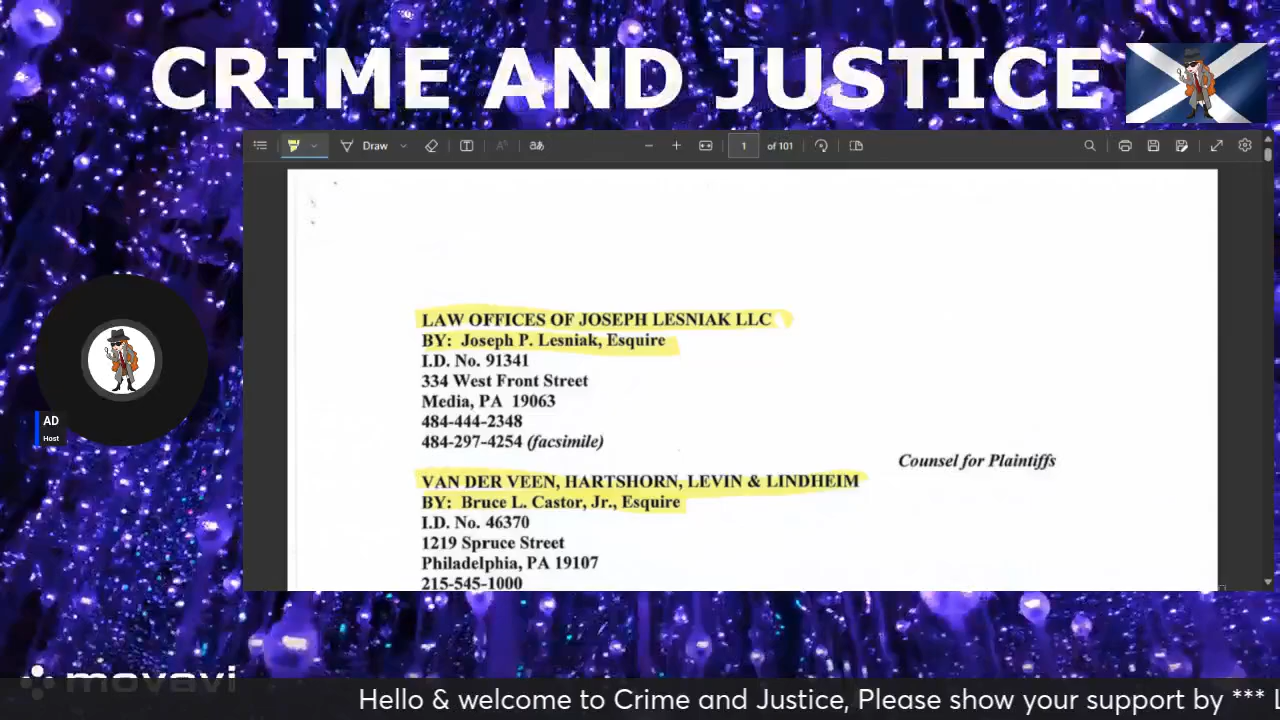 CRIME AND JUSTICE
Draw
1 of 101
LAW OFFICES OF JOSEPH LESNIAK LLC
BY: Joseph P. Lesniak, Esquire
I.D. No. 91341
334 West Front Street
Media, PA 19063
484-444-2348
484-297-4254 (facsimile)
Counsel for Plaintiffs
VAN DER VEEN, HARTSHORN, LEVIN & LINDHEIM
BY: Bruce L. Castor, Jr., Esquire
I.D. No. 46370
1219 Spruce Street
Philadelphia, PA 19107
215-545-1000
AD
Host
movavi
Hello & welcome to Crime and Justice, Please show your support by ***